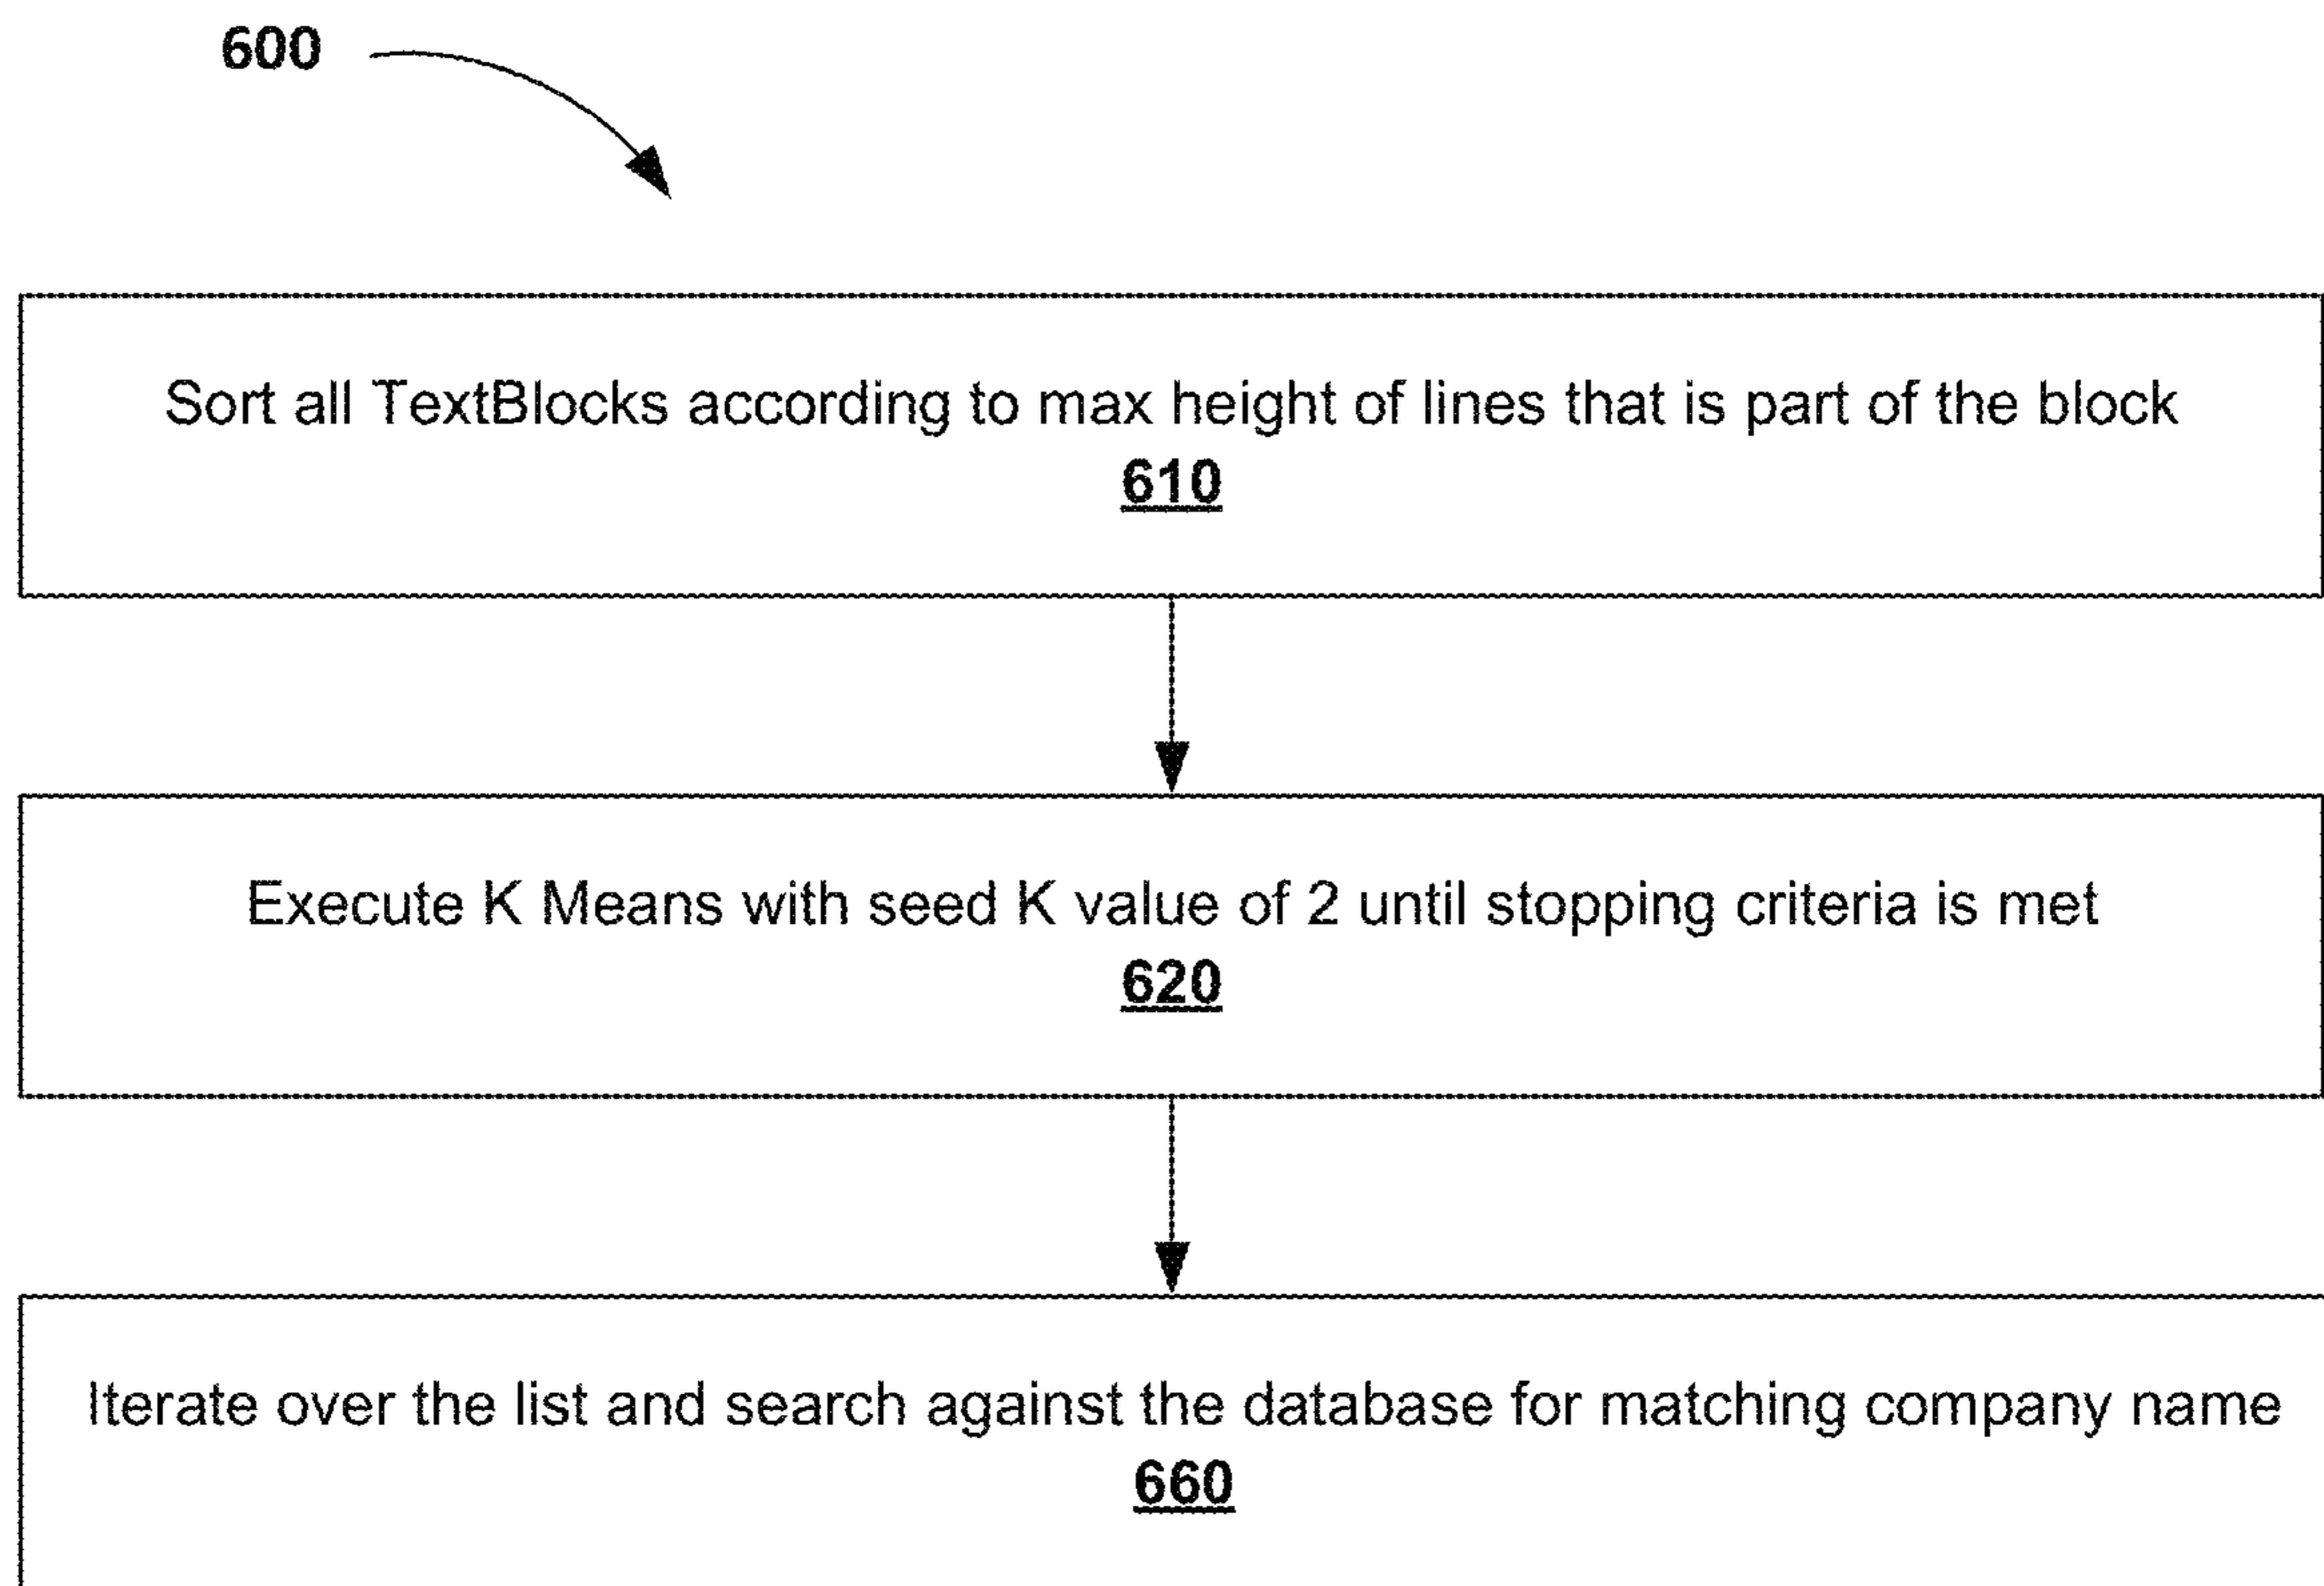 600
Sort all TextBlocks according to max height of lines that is part of the block
610
Execute K Means with seed K value of 2 until stopping criteria is met
620
Iterate over the list and search against the database for matching company name
660